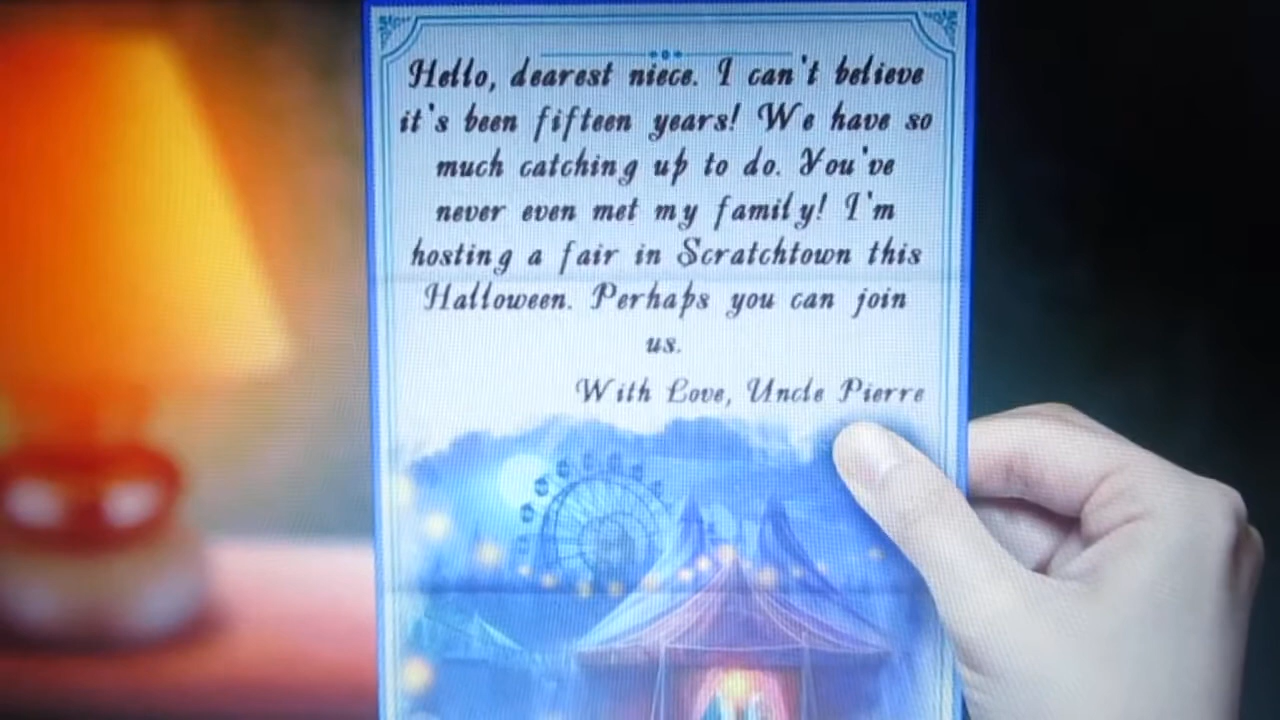 Hello, dearest niece. I can't believe
it's been fifteen years! We have so
much catching up to do. You've
never even met my family! I'm
hosting a fair in Scratchtown this
Halloween. Perhaps you can join
us.
With Love, Uncle Pierre